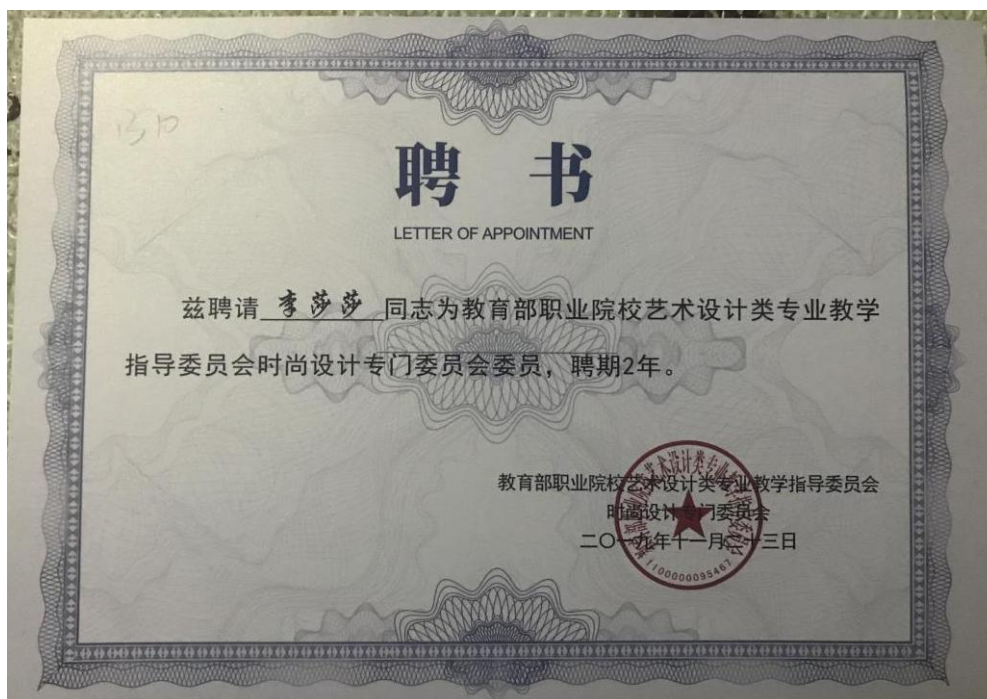 聘 书
LETTER OF APPOINTMENT
兹聘请 李莎莎 同志为教育部职业院校艺术设计类专业教学
指导委员会时尚设计专门委员会委员，聘期2年。
教育部职业院校艺术设计类专业教学指导委员会
时尚设计专门委员会
二〇一九年十一月二十三日
1100000095467